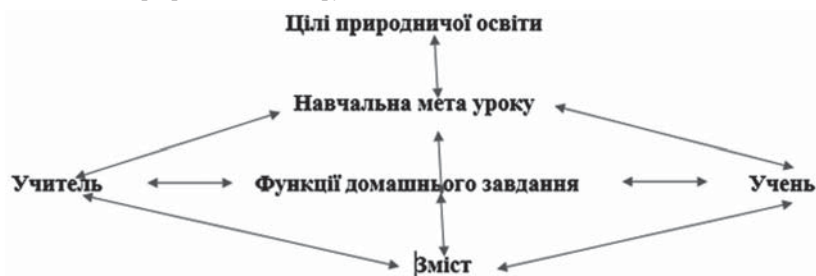 Цілі природничої освіти
Навчальна мета уроку
Учитель Функції домашнього завдання Учень
Зміст